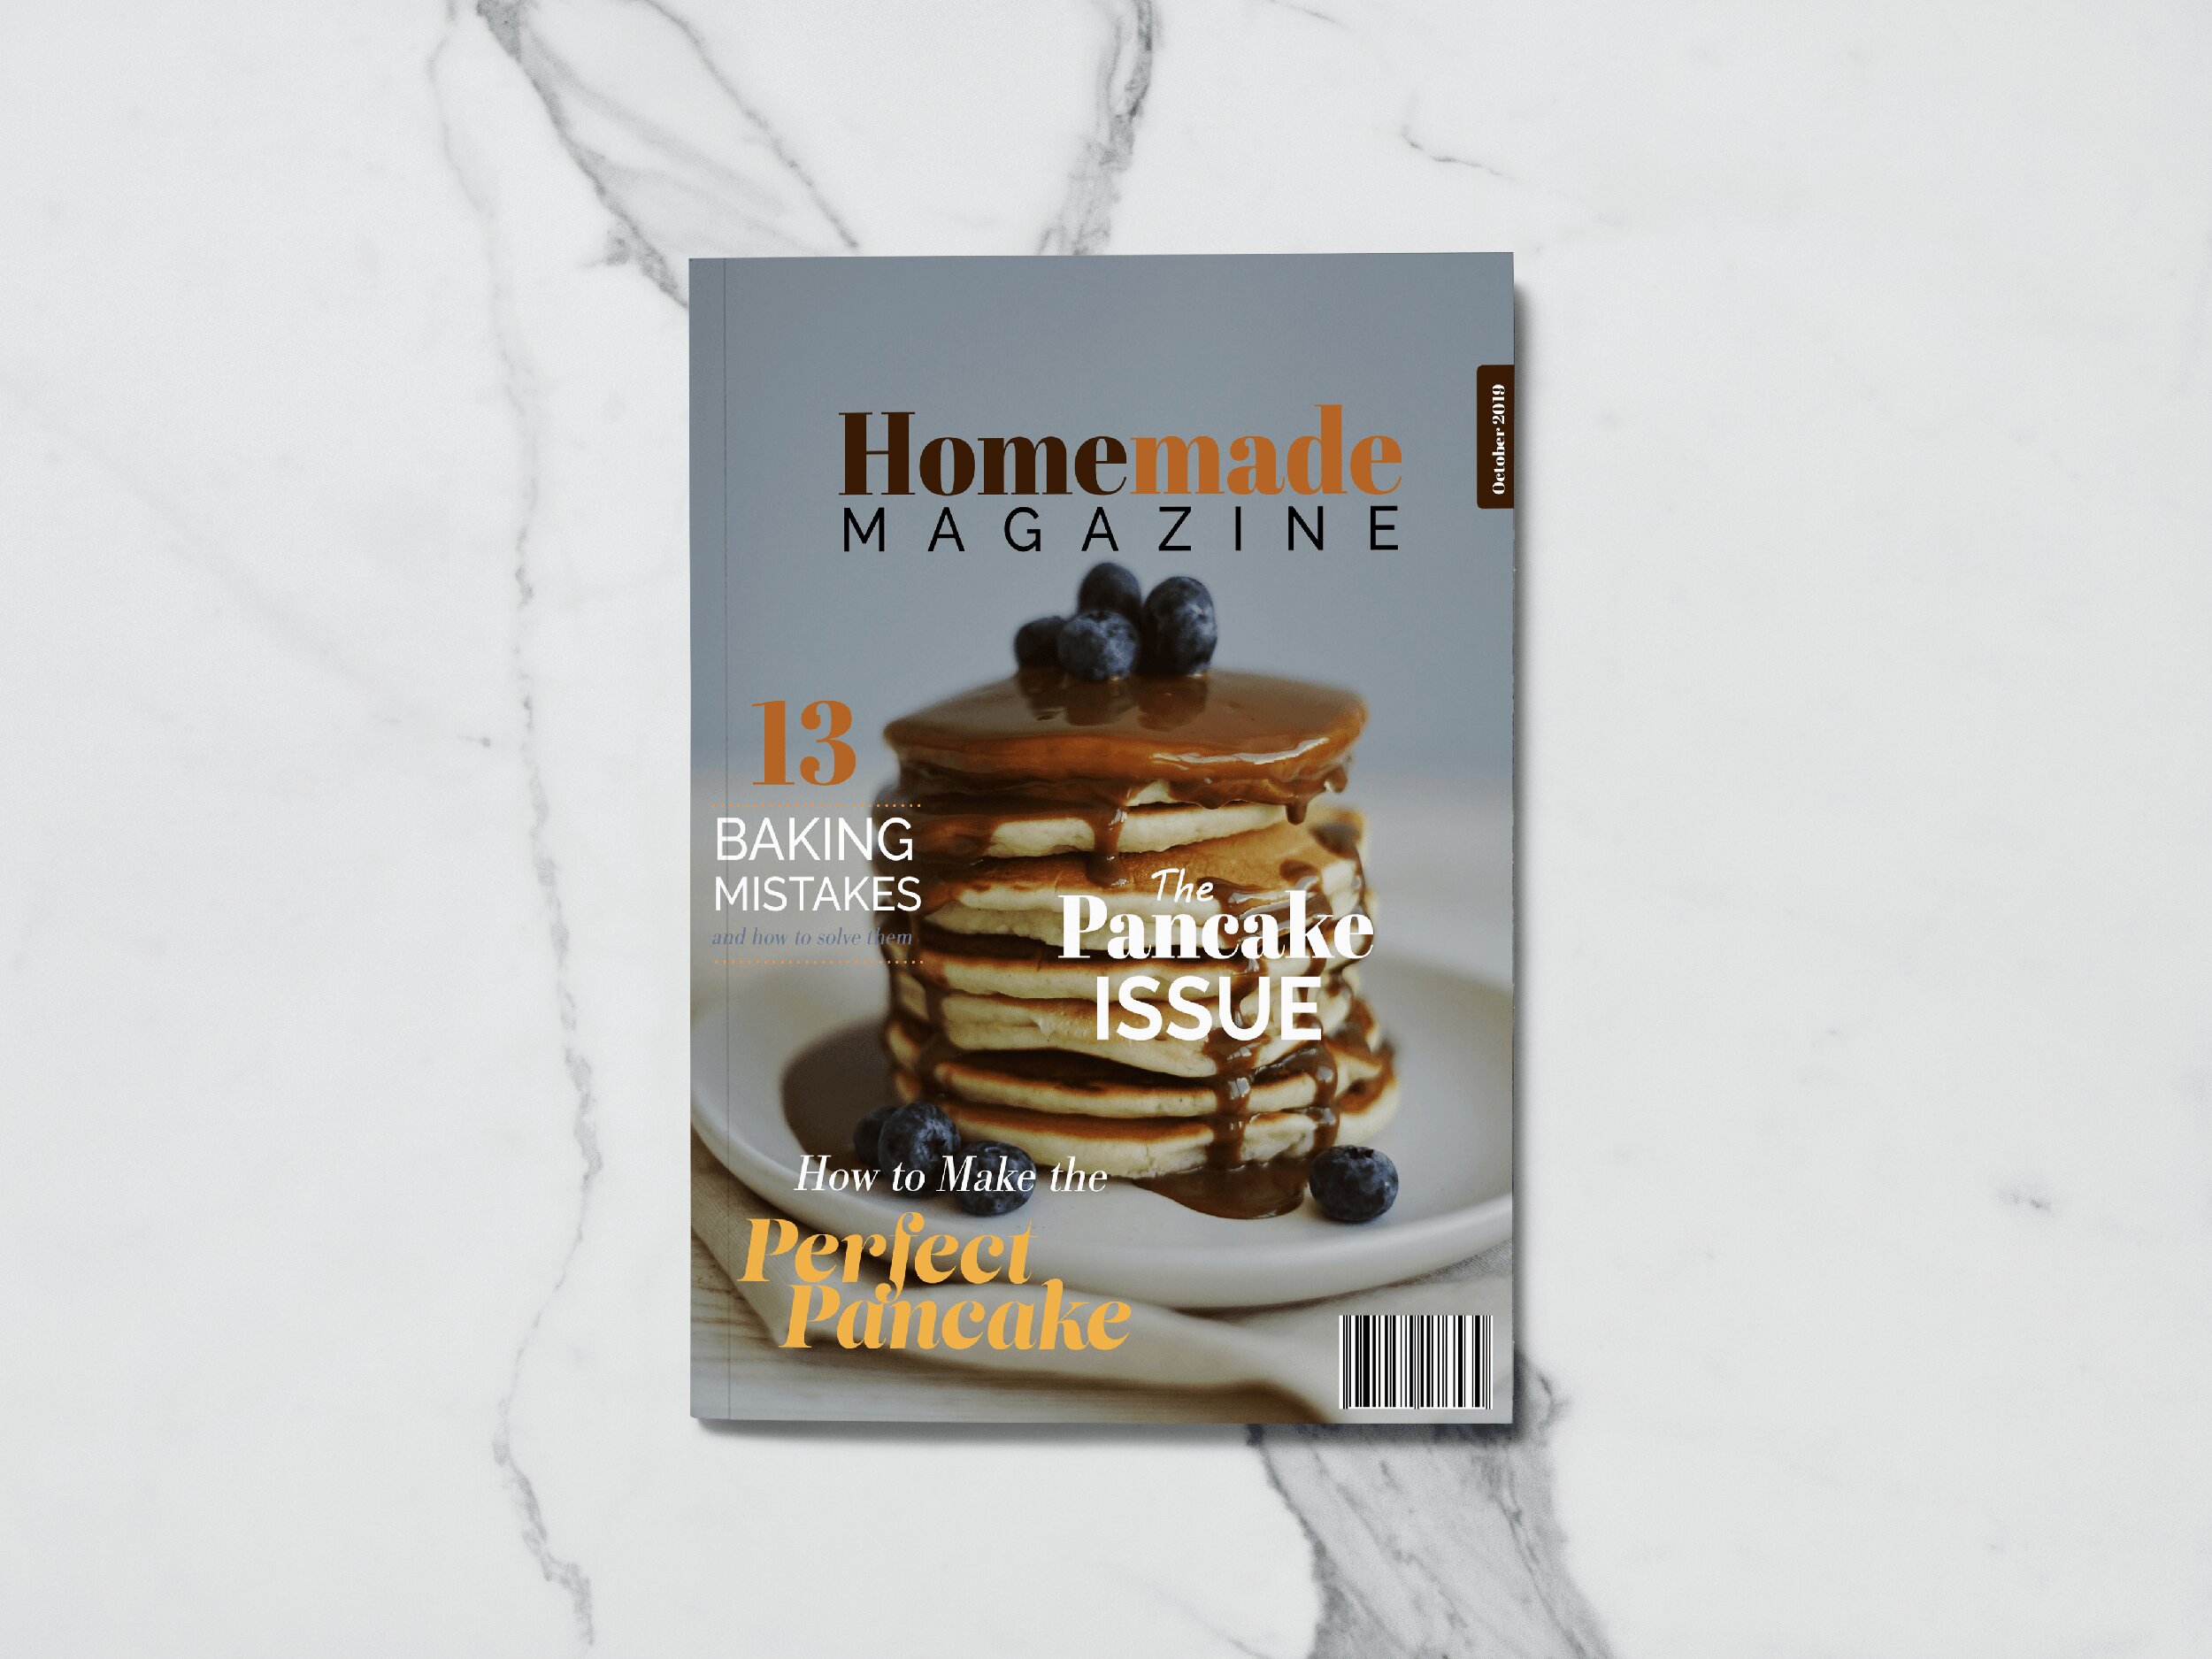 Homemade
MAGAZINE
October 2019
13
BAKING
MISTAKES
and how to solve them
The
Pancake
ISSUE
How to Make the
Perfect
Pancake